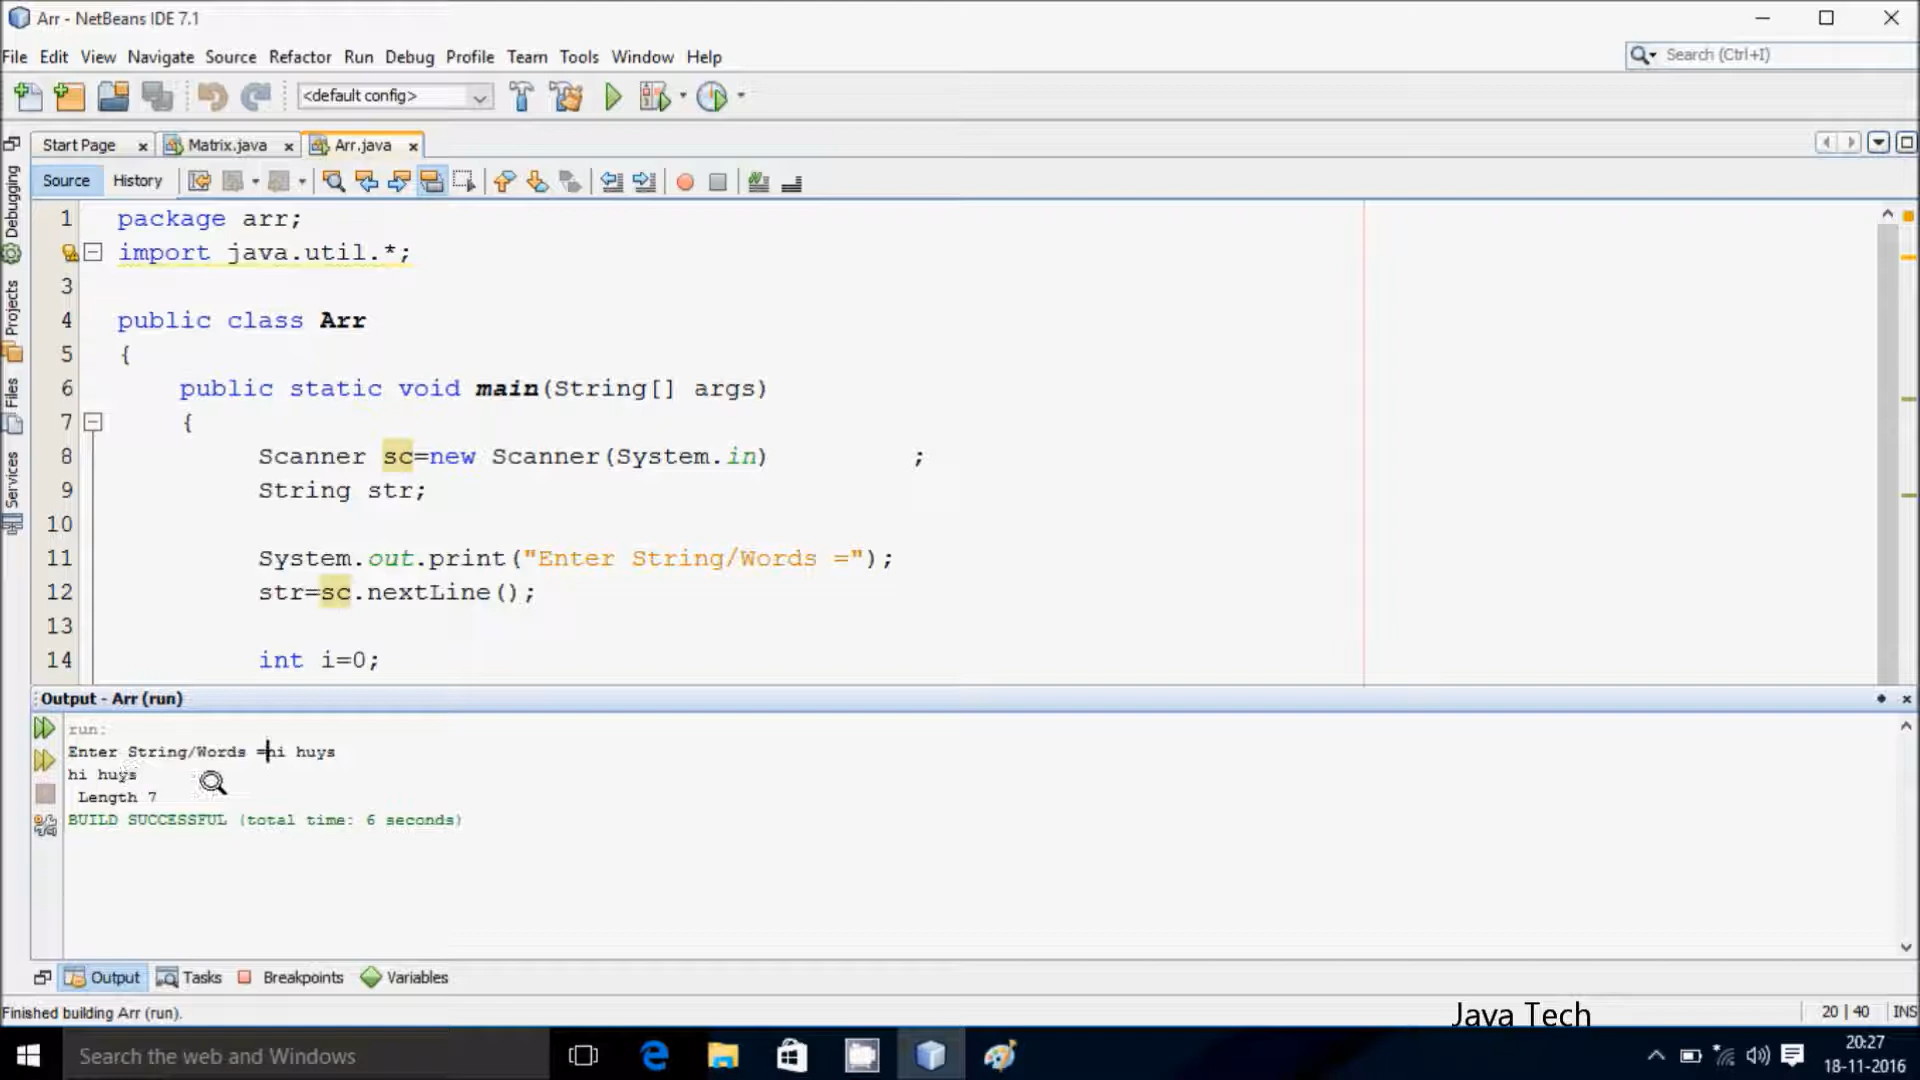 Arr - NetBeans IDE 7.1
File Edit View Navigate Source Refactor Run Debug Profile Team Tools Window Help
Search (Ctrl+I)
<default config>
Start Page Matrix.java Arr.java
Source History
Debugging
Projects
Files
Services
1 package arr;
import java.util.*;
3
4 public class Arr
5 {
6 public static void main(String[] args)
7 {
8 Scanner sc=new Scanner(System.in) ;
9 String str;
10
11 System.out.print("Enter String/Words =");
12 str=sc.nextLine();
13
14 int i=0;
Output - Arr (run)
run:
Enter String/Words =hi huys
hi huys
Length 7
BUILD SUCCESSFUL (total time: 6 seconds)
Output Tasks Breakpoints Variables
Finished building Arr (run).
Java Tech
20 | 40 INS
Search the web and Windows
20:27
18-11-2016